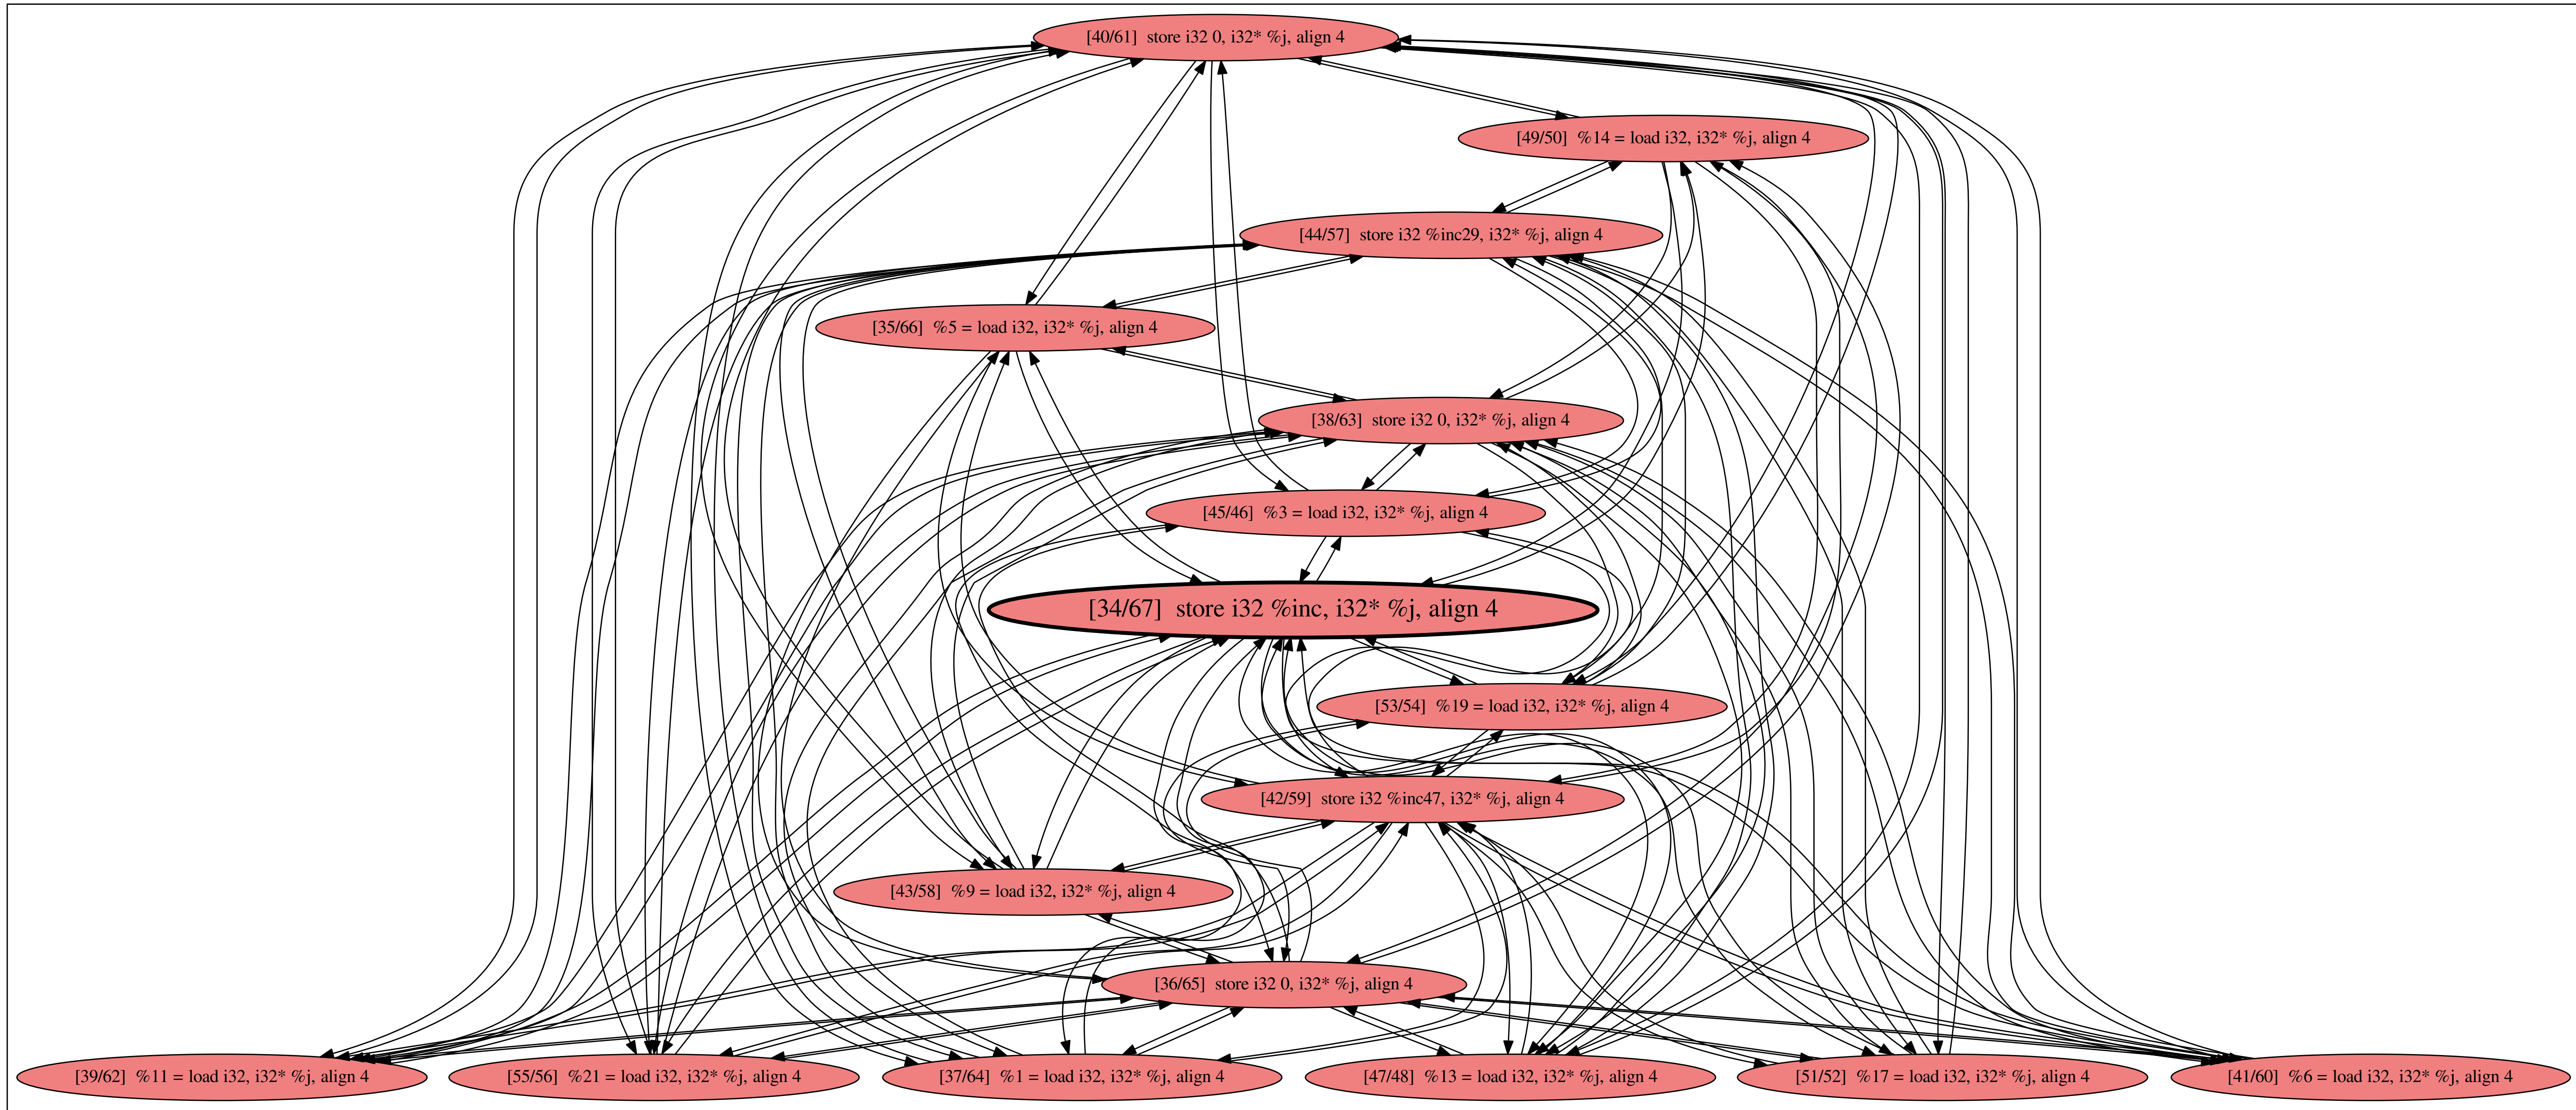 [40/61]  store i32 0, i32* %j, align 4
[49/50]  %14 = load i32, i32* %j, align 4
[44/57]  store i32 %inc29, i32* %j, align 4
[35/66]  %5 = load i32, i32* %j, align 4
[38/63]  store i32 0, i32* %j, align 4
[45/46]  %3 = load i32, i32* %j, align 4
[34/67]  store i32 %inc, i32* %j, align 4
[53/54]  %19 = load i32, i32* %j, align 4
[42/59]  store i32 %inc47, i32* %j, align 4
[43/58]  %9 = load i32, i32* %j, align 4
[36/65]  store i32 0, i32* %j, align 4
[39/62]  %11 = load i32, i32* %j, align 4
[55/56]  %21 = load i32, i32* %j, align 4
[37/64]  %1 = load i32, i32* %j, align 4
[47/48]  %13 = load i32, i32* %j, align 4
[51/52]  %17 = load i32, i32* %j, align 4
[41/60]  %6 = load i32, i32* %j, align 4